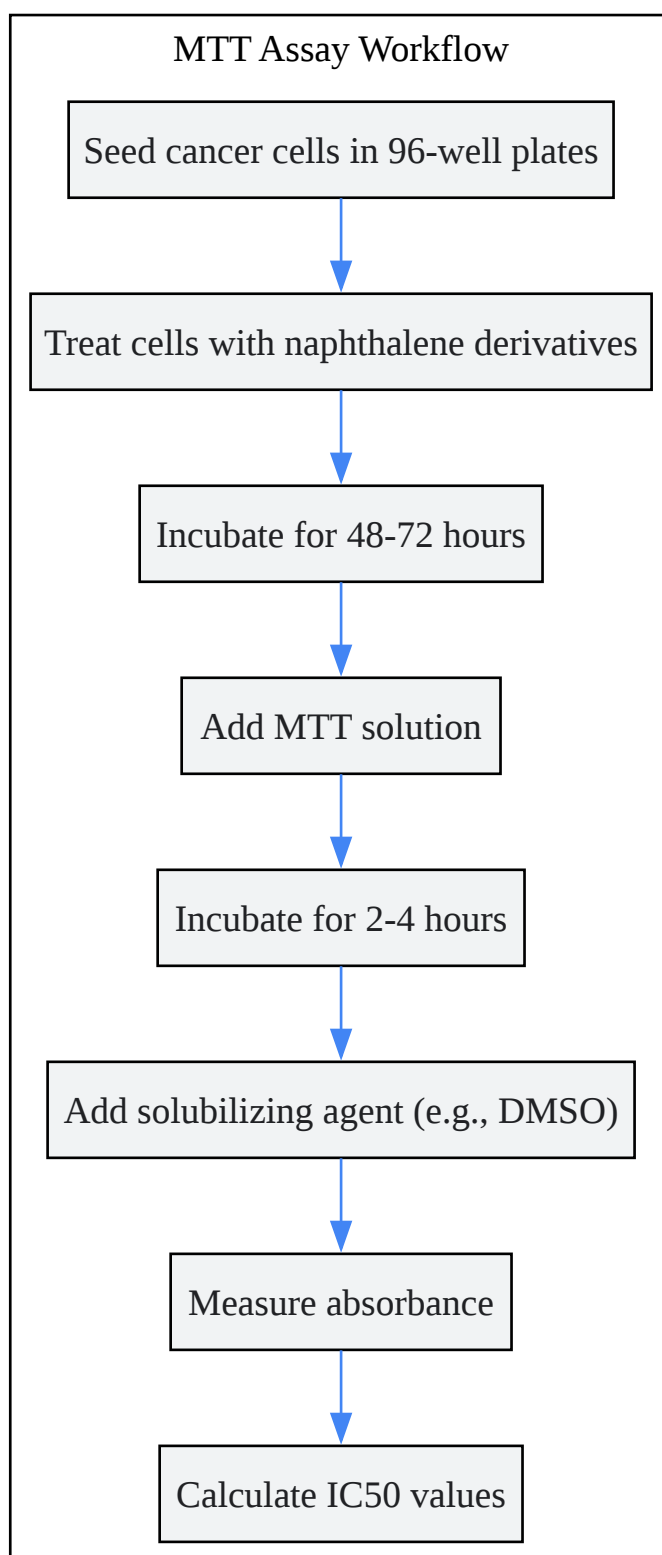 MTT Assay Workflow
Seed cancer cells in 96-well plates
Treat cells with naphthalene derivatives
Incubate for 48-72 hours
Add MTT solution
Incubate for 2-4 hours
Add solubilizing agent (e.g., DMSO)
Measure absorbance
Calculate IC50 values